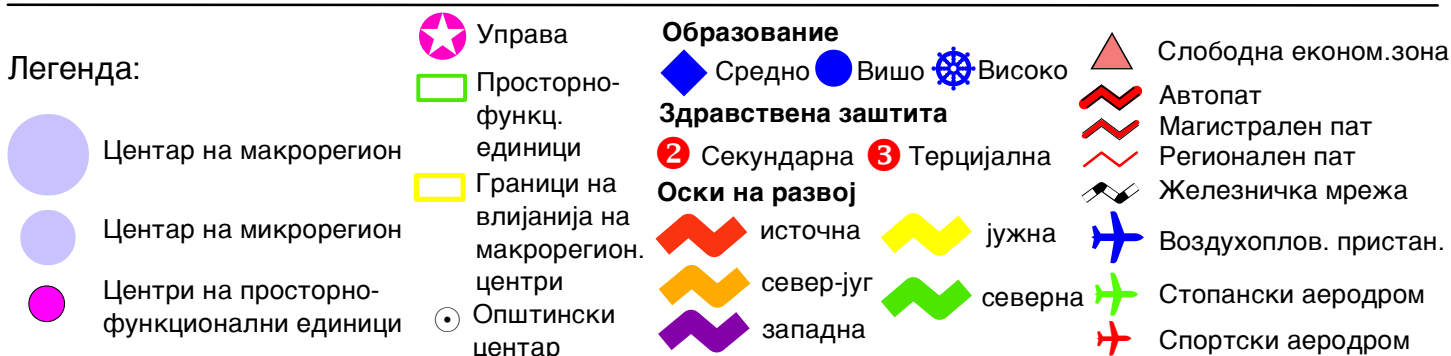 Легенда:
Центар на макрорегион
Центар на микрорегион
Центри на просторно-
функционални единици
Управа
Просторно-
функц.
единици
Граници на
влијанија на
макрорегион.
центри
Општински
центар
Образование
Средно Вишо Високо
Здравствена заштита
2 Секундарна 3 Терцијална
Оски на развој
источна јужна
север-југ северна
западна
Слободна економ.зона
Автопат
Магистрален пат
Регионален пат
Железничка мрежа
Воздухоплов. пристан.
Стопански аеродром
Спортски аеродром